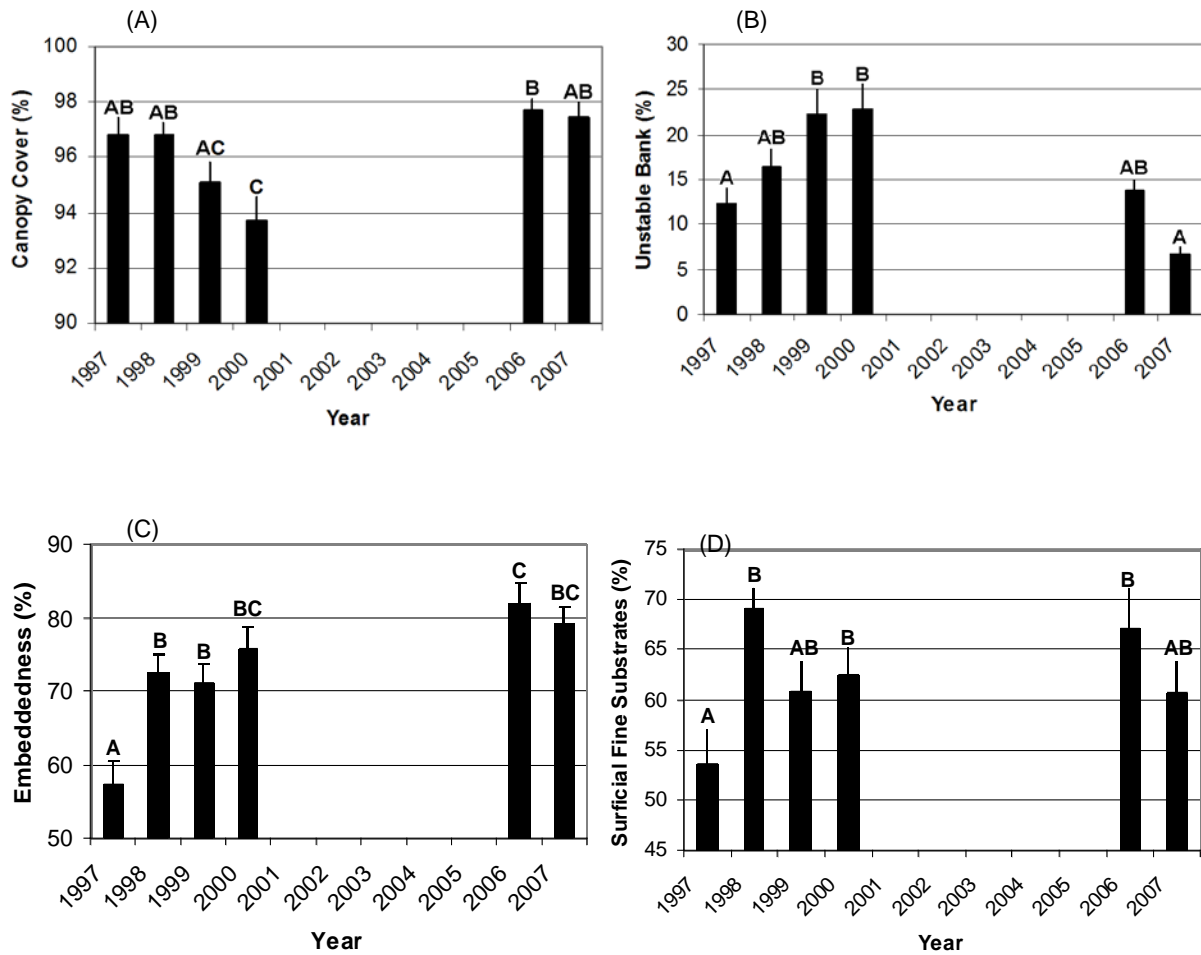 (A)
Canopy Cover (%)
100
98
96
94
92
90
AB
AB
AC
C
B
AB
1997
1998
1999
2000
2001
2002
2003
2004
2005
2006
2007
Year
(B)
Unstable Bank (%)
30
25
20
15
10
5
0
A
AB
B
B
AB
A
1997
1998
1999
2000
2001
2002
2003
2004
2005
2006
2007
Year
(C)
Embeddedness (%)
90
80
70
60
50
A
B
B
BC
C
BC
1997
1998
1999
2000
2001
2002
2003
2004
2005
2006
2007
Year
(D)
Surficial Fine Substrates (%)
75
70
65
60
55
50
45
A
B
AB
B
B
AB
1997
1998
1999
2000
2001
2002
2003
2004
2005
2006
2007
Year